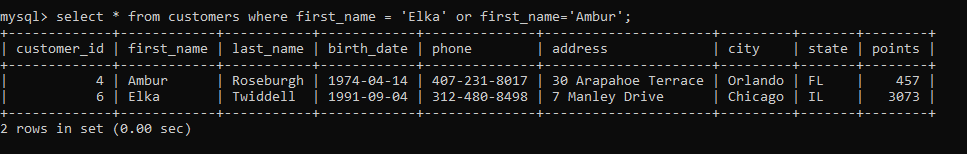 mysql> select * from customers where first_name = 'Elka' or first_name='Ambur';
+-------------+------------+-----------+------------+--------------+---------------------+---------+-------+--------+
| customer_id | first_name | last_name | birth_date | phone        | address             | city    | state | points |
+-------------+------------+-----------+------------+--------------+---------------------+---------+-------+--------+
|           4 | Ambur      | Roseburgh | 1974-04-14 | 407-231-8017 | 30 Arapahoe Terrace | Orlando | FL    |    457 |
|           6 | Elka       | Twiddell  | 1991-09-04 | 312-480-8498 | 7 Manley Drive      | Chicago | IL    |   3073 |
+-------------+------------+-----------+------------+--------------+---------------------+---------+-------+--------+
2 rows in set (0.00 sec)